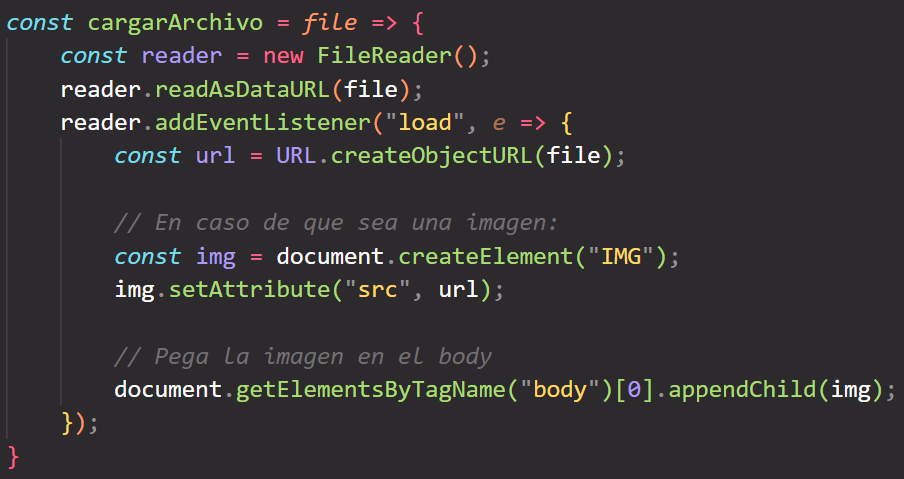 const cargarArchivo = file => {
    const reader = new FileReader();
    reader.readAsDataURL(file);
    reader.addEventListener("load", e => {
        const url = URL.createObjectURL(file);

        // En caso de que sea una imagen:
        const img = document.createElement("IMG");
        img.setAttribute("src", url);

        // Pega la imagen en el body
        document.getElementsByTagName("body")[0].appendChild(img);
    });
}